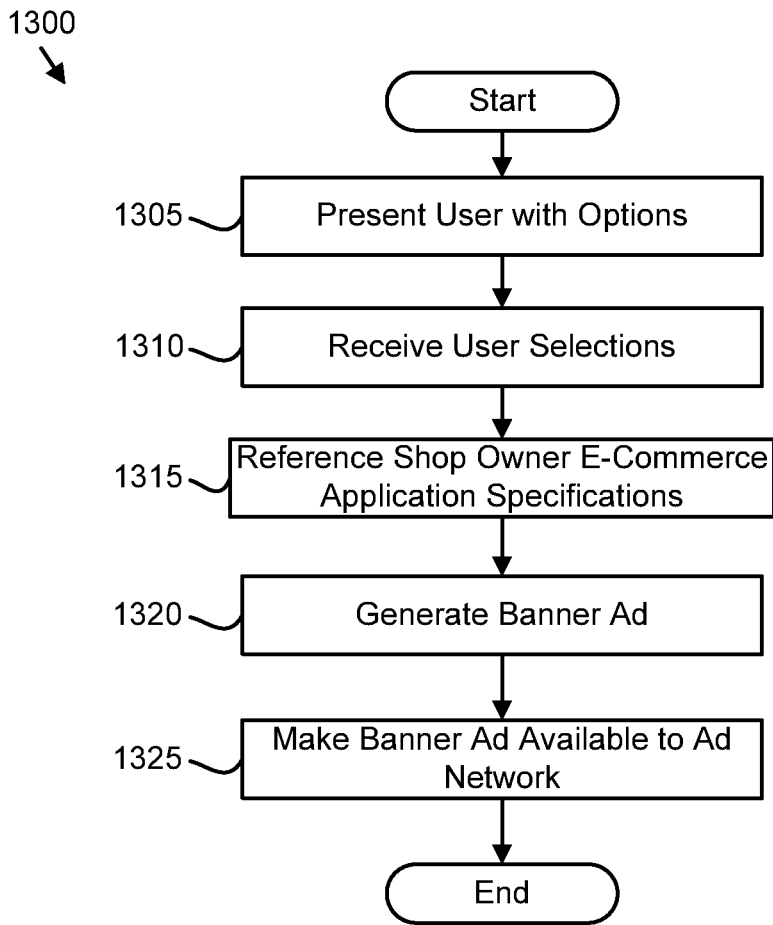 1300
Start
1305
Present User with Options
1310
Receive User Selections
1315
Reference Shop Owner E-Commerce
Application Specifications
1320
Generate Banner Ad
1325
Make Banner Ad Available to Ad
Network
End